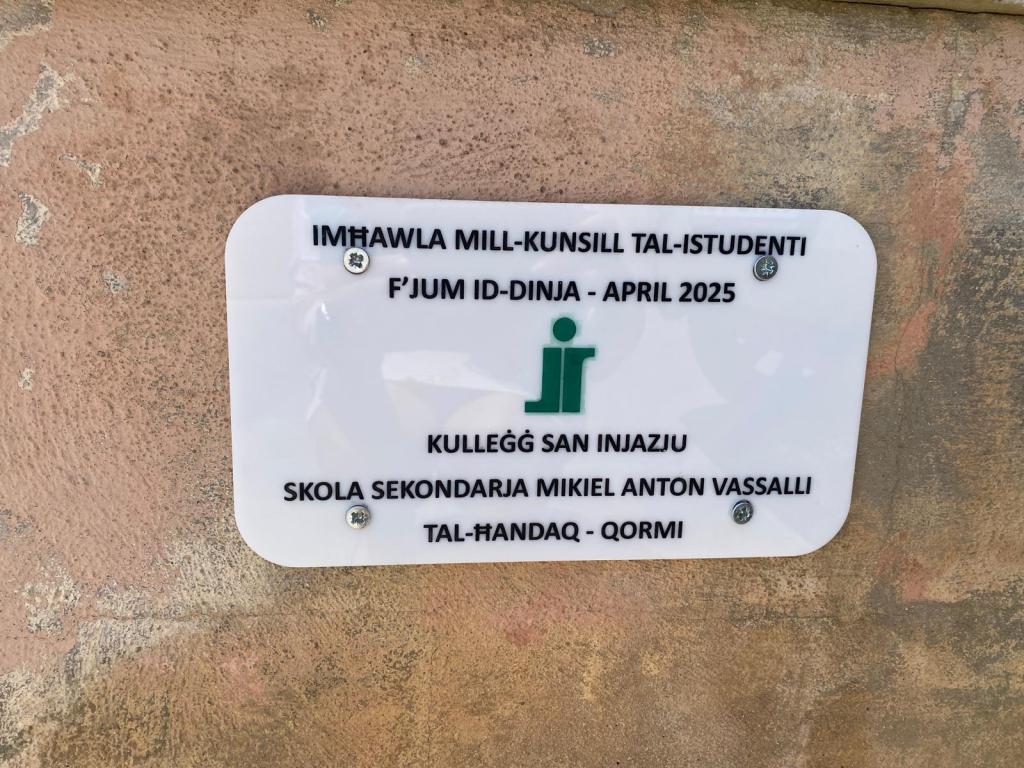 IMĦAWLA MILL-KUNSILL TAL-ISTUDENTI
F'JUM ID-DINJA - APRIL 2025
KULLEĠĠ SAN INJAZJU
SKOLA SEKONDARJA MIKIEL ANTON VASSALLI
TAL-ĦANDAQ - QORMI